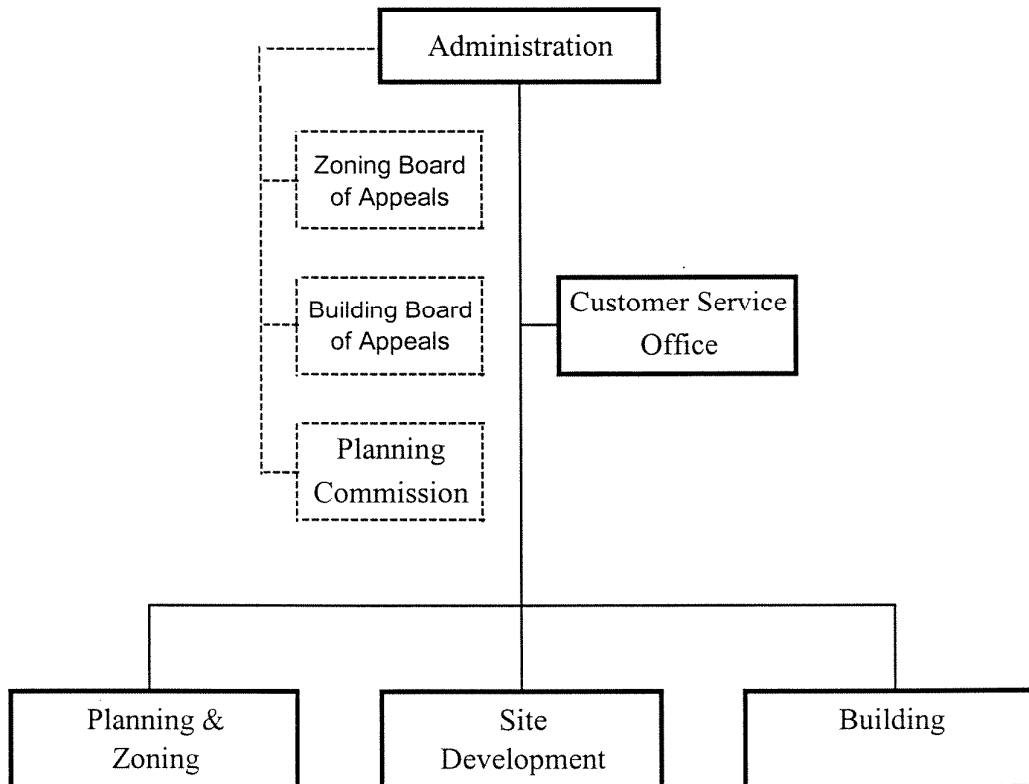 Administration
Zoning Board
of Appeals
Building Board
of Appeals
Customer Service
Office
Planning
Commission
Planning &
Zoning
Site
Development
Building